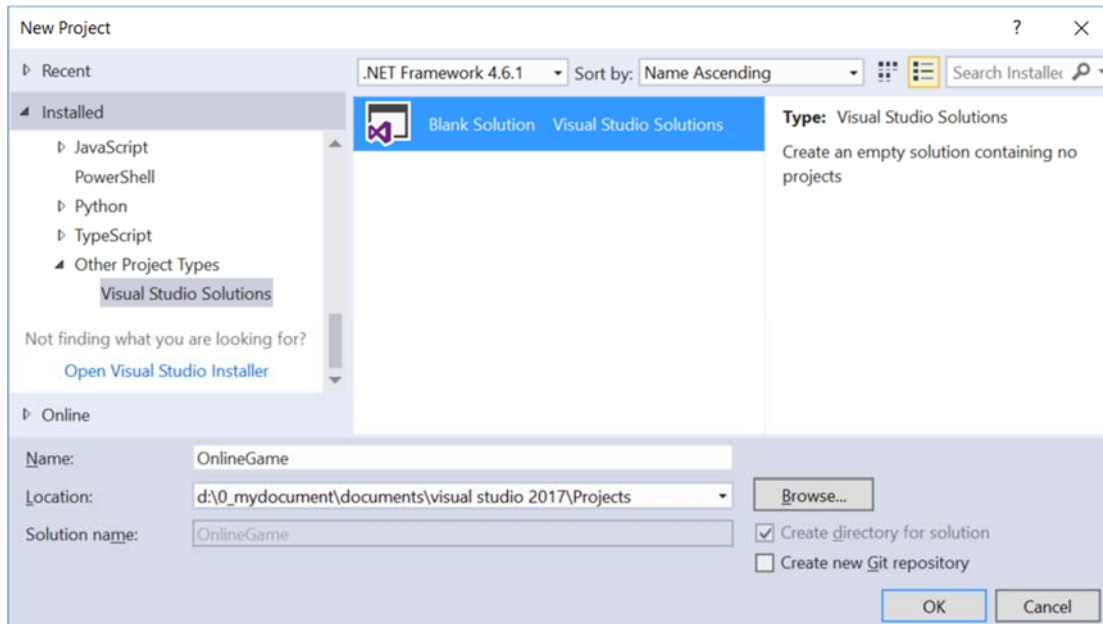 New Project
?
Recent
.NET Framework 4.6.1
Sort by: Name Ascending
Search Installe
Installed
JavaScript
PowerShell
Python
TypeScript
Other Project Types
Visual Studio Solutions
Not finding what you are looking for?
Open Visual Studio Installer
Online
Blank Solution Visual Studio Solutions
Type: Visual Studio Solutions
Create an empty solution containing no
projects
Name: OnlineGame
Location: d:\0_mydocument\documents\visual studio 2017\Projects
Browse...
Solution name: OnlineGame
Create directory for solution
Create new Git repository
OK
Cancel